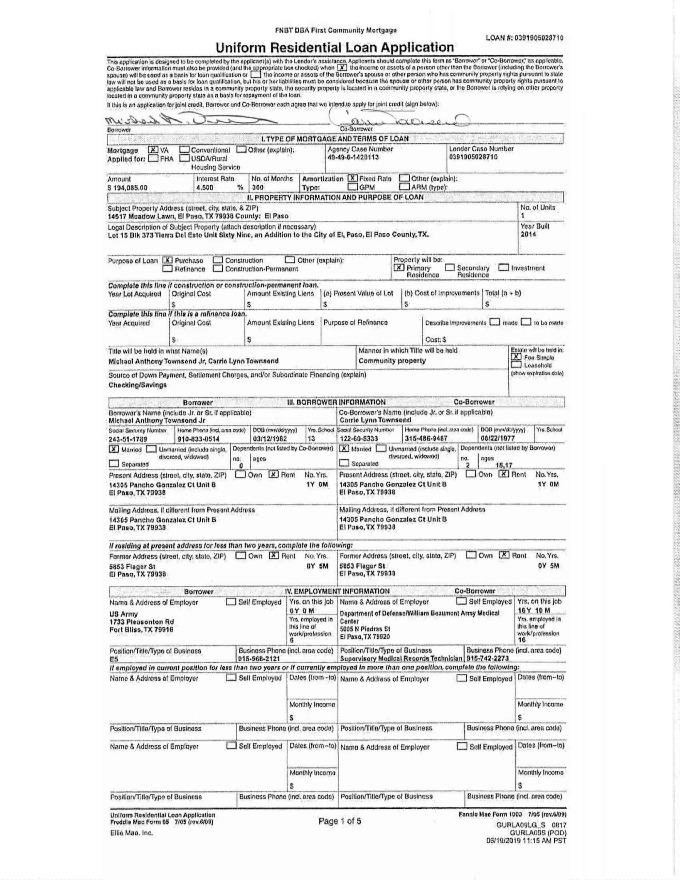 FNBT DBA First Community Mortgage
LOAN #: 0391905028710
Uniform Residential Loan Application
This application is designed to be completed by the applicant(s) with the Lender's assistance. Applicants should complete this form as "Borrower" or "Co-Borrower," as applicable.
Co-Borrower information must also be provided (and the appropriate box checked) when X the income or assets of a person other than the Borrower (including the Borrower's
spouse) will be used as a basis for loan qualification or the income or assets of the Borrower's spouse or other person who has community property rights pursuant to state
law will not be used as a basis for loan qualification, but his or her liabilities must be considered because the spouse or other person has community property rights pursuant to
applicable law and Borrower resides in a community property state, the security property is located in a community property state, or the Borrower is relying on other property
located in a community property state as a basis for repayment of the loan.
If this is an application for joint credit, Borrower and Co-Borrower each agree that we intend to apply for joint credit (sign below):
Borrower Co-Borrower
I. TYPE OF MORTGAGE AND TERMS OF LOAN
Mortgage X VA Conventional Other (explain): Agency Case Number Lender Case Number
Applied for: FHA USDA/Rural 49-49-6-1420113 0391905028710
Housing Service
Amount Interest Rate No. of Months Amortization X Fixed Rate Other (explain):
$ 194,085.00 4.500 % 360 Type: GPM ARM (type):
II. PROPERTY INFORMATION AND PURPOSE OF LOAN
Subject Property Address (street, city, state, & ZIP) No. of Units
14517 Meadow Lawn, El Paso, TX 79938 County: El Paso 1
Legal Description of Subject Property (attach description if necessary) Year Built
Lot 15 Blk 373 Tierra Del Este Unit Sixty Nine, an Addition to the City of El, Paso, El Paso County, TX. 2014
Purpose of Loan X Purchase Construction Other (explain): Property will be:
Refinance Construction-Permanent X Primary Residence Secondary Residence Investment
Complete this line if construction or construction-permanent loan.
Year Lot Acquired Original Cost Amount Existing Liens (a) Present Value of Lot (b) Cost of Improvements Total (a + b)
$ $ $ $ $
Complete this line if this is a refinance loan.
Year Acquired Original Cost Amount Existing Liens Purpose of Refinance Describe Improvements made to be made
$ $ Cost: $
Title will be held in what Name(s) Manner in which Title will be held Estate will be held in:
Michael Anthony Townsend Jr, Carrie Lynn Townsend Community property X Fee Simple
Leasehold
(show expiration date)
Source of Down Payment, Settlement Charges, and/or Subordinate Financing (explain)
Checking/Savings
Borrower III. BORROWER INFORMATION Co-Borrower
Borrower's Name (include Jr. or Sr. if applicable) Co-Borrower's Name (include Jr. or Sr. if applicable)
Michael Anthony Townsend Jr Carrie Lynn Townsend
Social Security Number Home Phone (incl. area code) DOB (mm/dd/yyyy) Yrs. School Social Security Number Home Phone (incl. area code) DOB (mm/dd/yyyy) Yrs. School
243-51-1789 910-833-0514 03/12/1982 13 122-60-5333 315-486-9487 06/22/1977
X Married Unmarried (include single, divorced, widowed) Dependents (not listed by Co-Borrower) X Married Unmarried (include single, divorced, widowed) Dependents (not listed by Borrower)
Separated no. 0 ages Separated no. 2 ages 15,17
Present Address (street, city, state, ZIP) Own X Rent No. Yrs. Present Address (street, city, state, ZIP) Own X Rent No. Yrs.
14305 Pancho Gonzalez Ct Unit B 1Y 0M 14305 Pancho Gonzalez Ct Unit B 1Y 0M
El Paso, TX 79938 El Paso, TX 79938
Mailing Address, if different from Present Address Mailing Address, if different from Present Address
14305 Pancho Gonzalez Ct Unit B 14305 Pancho Gonzalez Ct Unit B
El Paso, TX 79938 El Paso, TX 79938
If residing at present address for less than two years, complete the following:
Former Address (street, city, state, ZIP) Own X Rent No. Yrs. Former Address (street, city, state, ZIP) Own X Rent No. Yrs.
5853 Flager St 0Y 5M 5853 Flager St 0Y 5M
El Paso, TX 79938 El Paso, TX 79938
Borrower IV. EMPLOYMENT INFORMATION Co-Borrower
Name & Address of Employer Self Employed Yrs. on this job Name & Address of Employer Self Employed Yrs. on this job
US Army 6Y 0M Department of Defense/William Beaumont Army Medical 16Y 10M
1733 Pleasonton Rd Yrs. employed in Center Yrs. employed in
Fort Bliss, TX 79916 this line of 5005 N Piedras St this line of
work/profession El Paso, TX 79920 work/profession
6 16
Position/Title/Type of Business Business Phone (incl. area code) Position/Title/Type of Business Business Phone (incl. area code)
E5 915-568-2121 Supervisory Medical Records Technician 915-742-2273
If employed in current position for less than two years or if currently employed in more than one position, complete the following:
Name & Address of Employer Self Employed Dates (from–to) Name & Address of Employer Self Employed Dates (from–to)
Monthly Income Monthly Income
$ $
Position/Title/Type of Business Business Phone (incl. area code) Position/Title/Type of Business Business Phone (incl. area code)
Name & Address of Employer Self Employed Dates (from–to) Name & Address of Employer Self Employed Dates (from–to)
Monthly Income Monthly Income
$ $
Position/Title/Type of Business Business Phone (incl. area code) Position/Title/Type of Business Business Phone (incl. area code)
Uniform Residential Loan Application Fannie Mae Form 1003 7/05 (rev.6/09)
Freddie Mac Form 65 7/05 (rev.6/09) Page 1 of 5 GURLA09LG_S 0817
Ellie Mae, Inc. GURLA09S (POD)
06/19/2019 11:15 AM PST